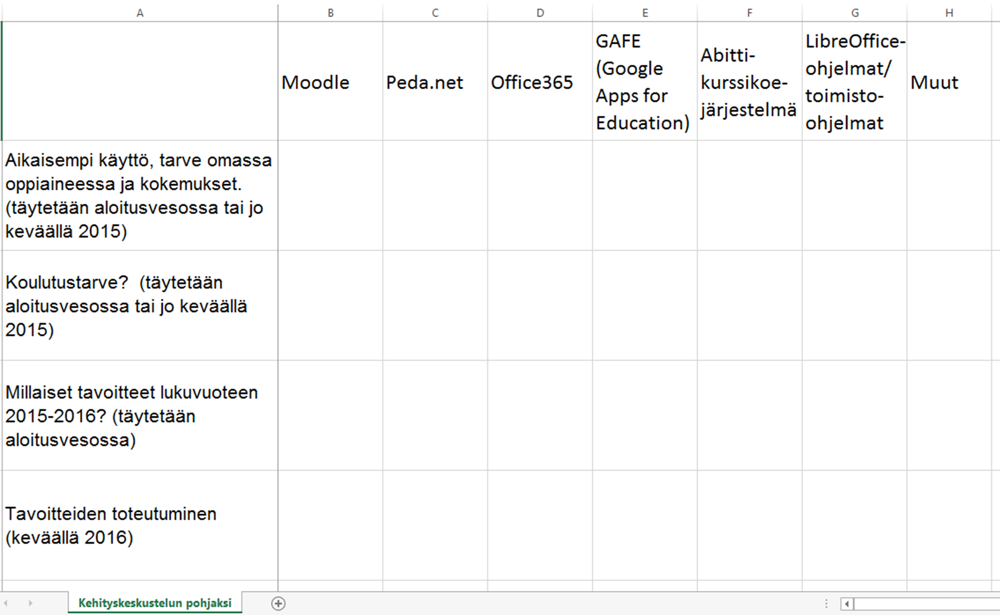 A B C D E F G H
Moodle
Peda.net
Office365
GAFE
(Google
Apps for
Education)
Abitti-
kurssikoe-
järjestelmä
LibreOffice-
ohjelmat/
toimisto-
ohjelmat
Muut
Aikaisempi käyttö, tarve omassa
oppiaineessa ja kokemukset.
(täytetään aloitusvesossa tai jo
keväällä 2015)
Koulutustarve?  (täytetään
aloitusvesossa tai jo keväällä
2015)
Millaiset tavoitteet lukuvuoteen
2015-2016? (täytetään
aloitusvesossa)
Tavoitteiden toteutuminen
(keväällä 2016)
Kehityskeskustelun pohjaksi